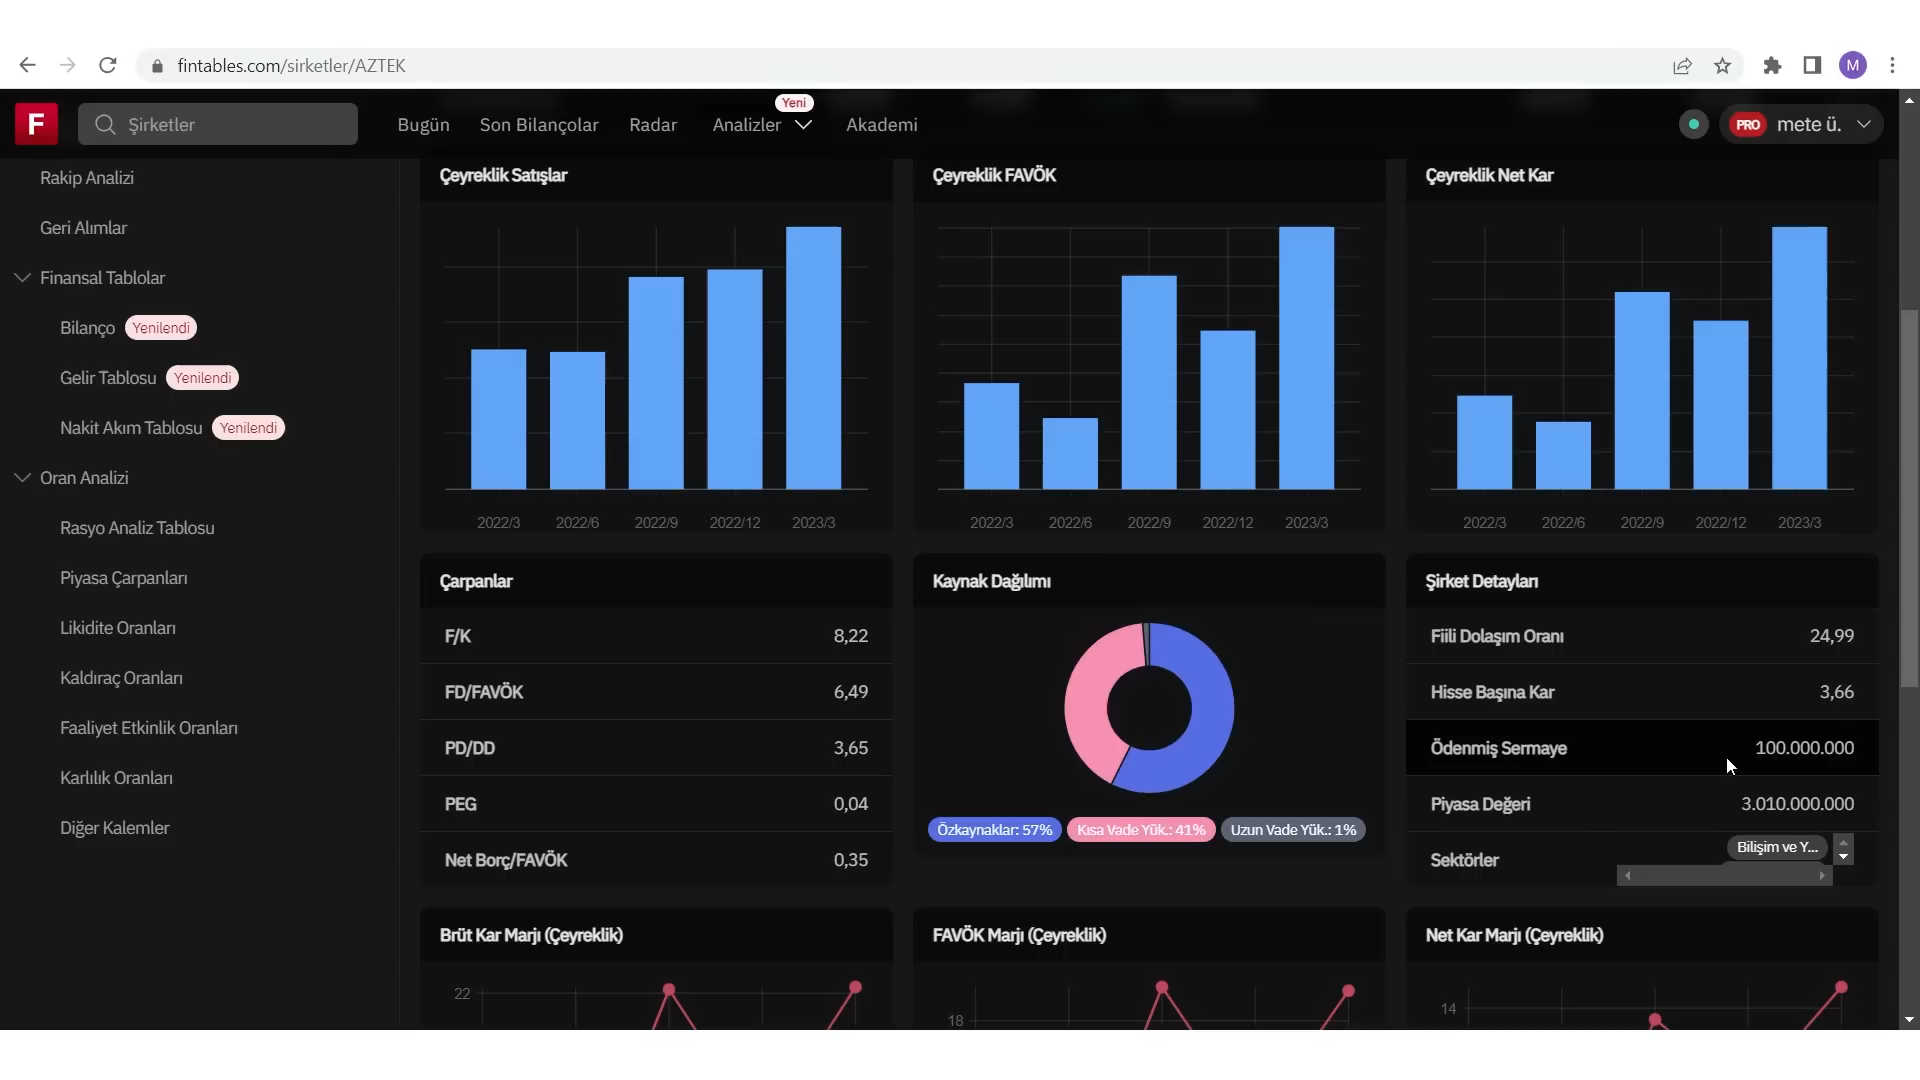 fintables.com/sirketler/AZTEK
M
F
Şirketler
Bugün
Son Bilançolar
Radar
Analizler
Yeni
Akademi
PRO
mete ü.
Rakip Analizi
Geri Alımlar
Finansal Tablolar
Bilanço Yenilendi
Gelir Tablosu Yenilendi
Nakit Akım Tablosu Yenilendi
Oran Analizi
Rasyo Analiz Tablosu
Piyasa Çarpanları
Likidite Oranları
Kaldıraç Oranları
Faaliyet Etkinlik Oranları
Karlılık Oranları
Diğer Kalemler
Çeyreklik Satışlar
2022/3 2022/6 2022/9 2022/12 2023/3
Çeyreklik FAVÖK
2022/3 2022/6 2022/9 2022/12 2023/3
Çeyreklik Net Kar
2022/3 2022/6 2022/9 2022/12 2023/3
Çarpanlar
F/K 8,22
FD/FAVÖK 6,49
PD/DD 3,65
PEG 0,04
Net Borç/FAVÖK 0,35
Kaynak Dağılımı
Özkaynaklar: 57% Kısa Vade Yük.: 41% Uzun Vade Yük.: 1%
Şirket Detayları
Fiili Dolaşım Oranı 24,99
Hisse Başına Kar 3,66
Ödenmiş Sermaye 100.000.000
Piyasa Değeri 3.010.000.000
Sektörler Bilişim ve Y...
Brüt Kar Marjı (Çeyreklik)
22
FAVÖK Marjı (Çeyreklik)
18
Net Kar Marjı (Çeyreklik)
14